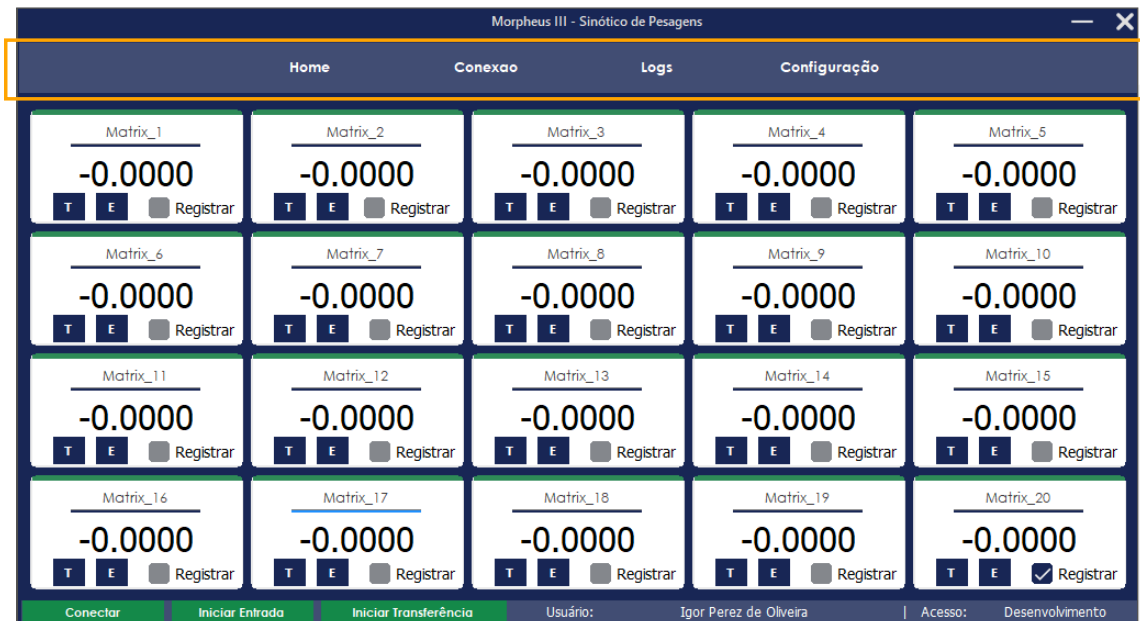 Morpheus III - Sinótico de Pesagens
Home Conexao Logs Configuração
Matrix_1 Matrix_2 Matrix_3 Matrix_4 Matrix_5
-0.0000 -0.0000 -0.0000 -0.0000 -0.0000
T E Registrar T E Registrar T E Registrar T E Registrar T E Registrar
Matrix_6 Matrix_7 Matrix_8 Matrix_9 Matrix_10
-0.0000 -0.0000 -0.0000 -0.0000 -0.0000
T E Registrar T E Registrar T E Registrar T E Registrar T E Registrar
Matrix_11 Matrix_12 Matrix_13 Matrix_14 Matrix_15
-0.0000 -0.0000 -0.0000 -0.0000 -0.0000
T E Registrar T E Registrar T E Registrar T E Registrar T E Registrar
Matrix_16 Matrix_17 Matrix_18 Matrix_19 Matrix_20
-0.0000 -0.0000 -0.0000 -0.0000 -0.0000
T E Registrar T E Registrar T E Registrar T E Registrar T E Registrar
Conectar Iniciar Entrada Iniciar Transferência Usuário: Igor Perez de Oliveira | Acesso: Desenvolvimento